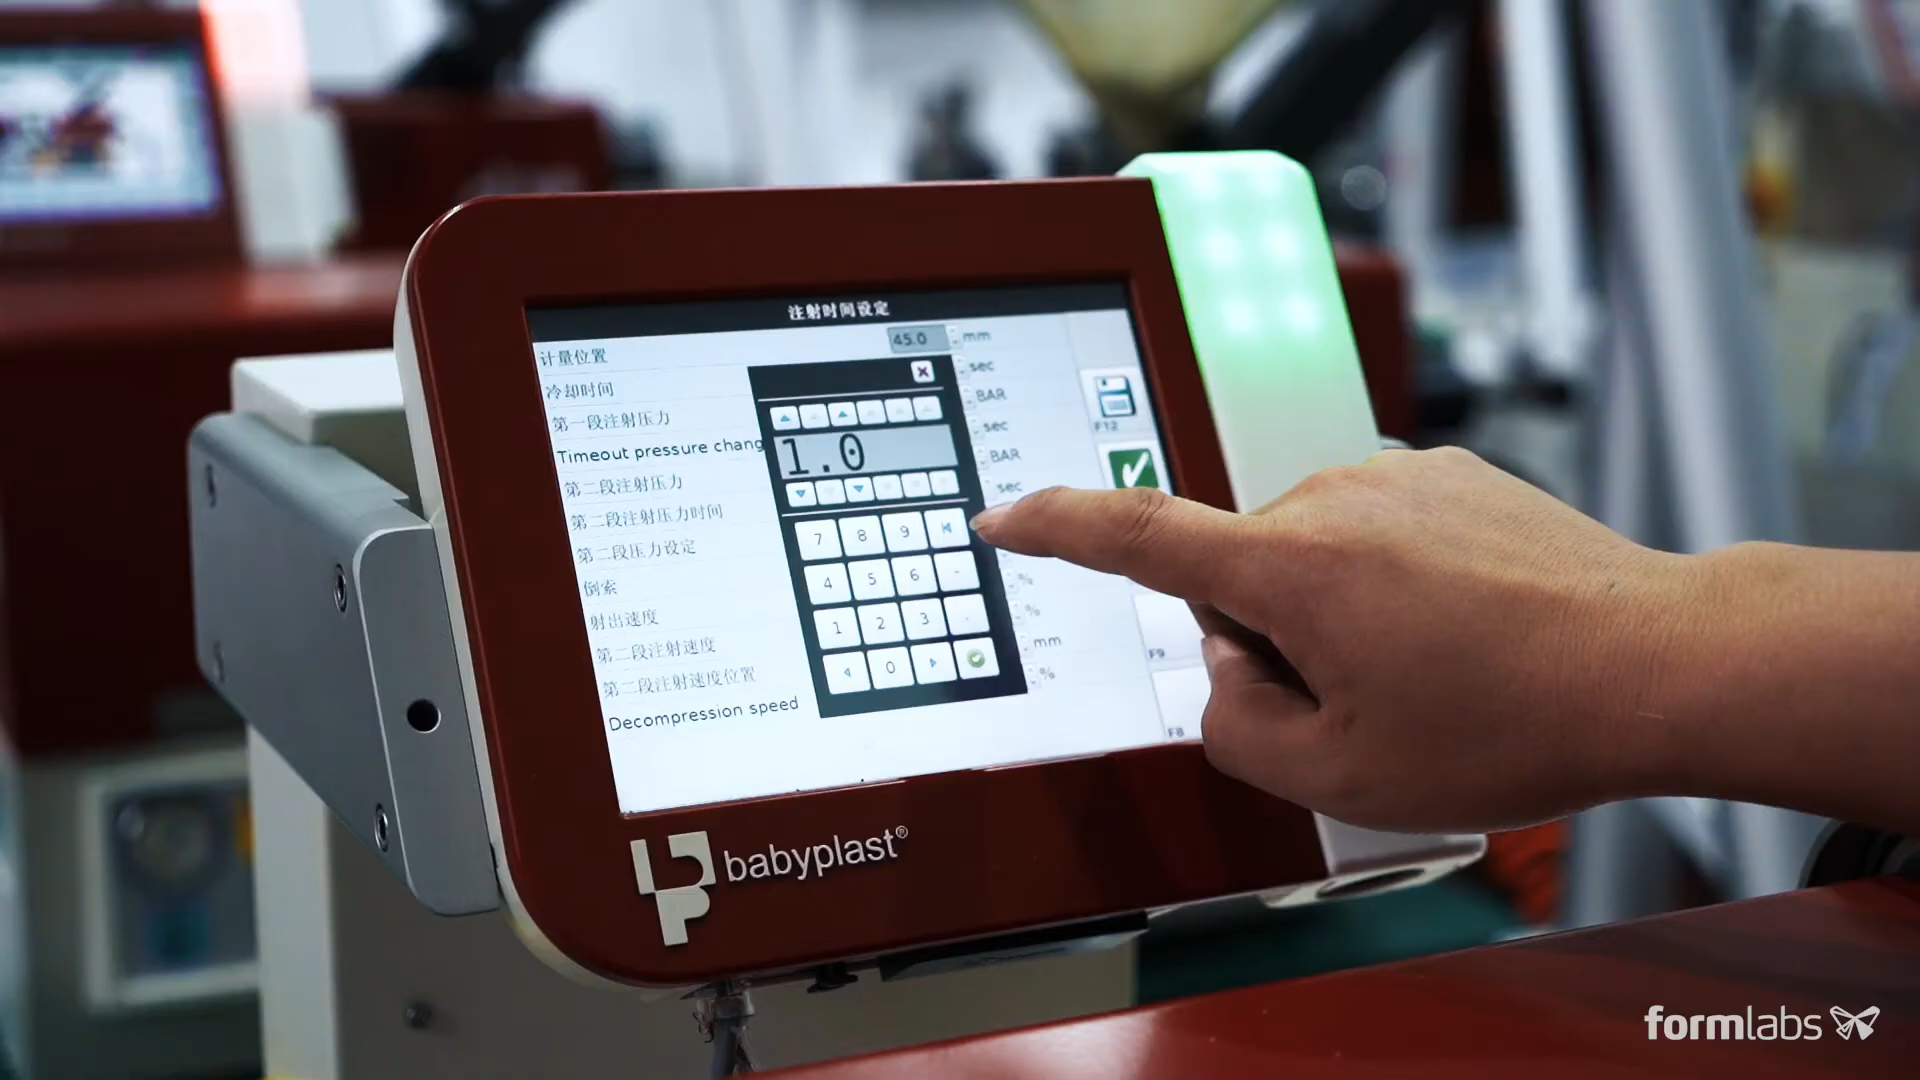 注射时间设定
计量位置 45.0 mm
冷却时间 sec
第一段注射压力 BAR
Timeout pressure chang sec
第二段注射压力 BAR
第二段注射压力时间 sec
第二段压力设定
倒索 %
射出速度 %
第二段注射速度 mm
第二段注射速度位置 %
Decompression speed
1.0
7 8 9
4 5 6 -
1 2 3 .
0
F12
F9
F8
babyplast®
formlabs